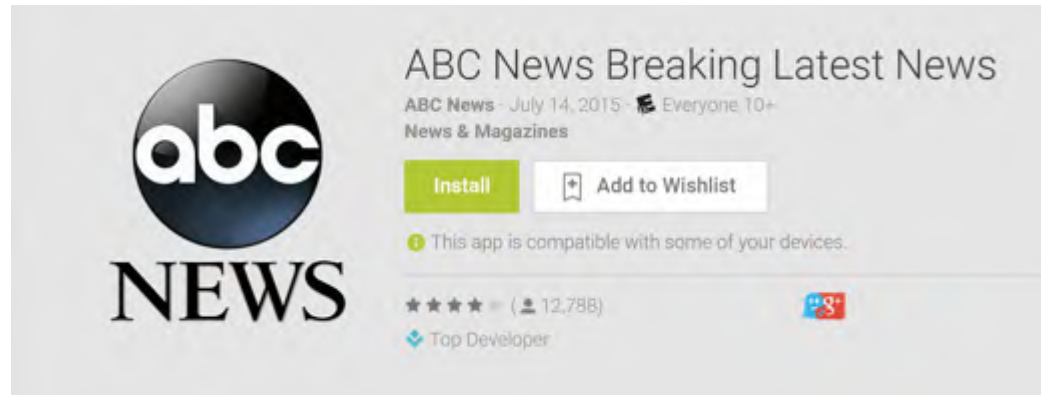 abc
NEWS
ABC News Breaking Latest News
ABC News - July 14, 2015 - E Everyone 10+
News & Magazines
Install
Add to Wishlist
This app is compatible with some of your devices.
(12,788)
g+
Top Developer